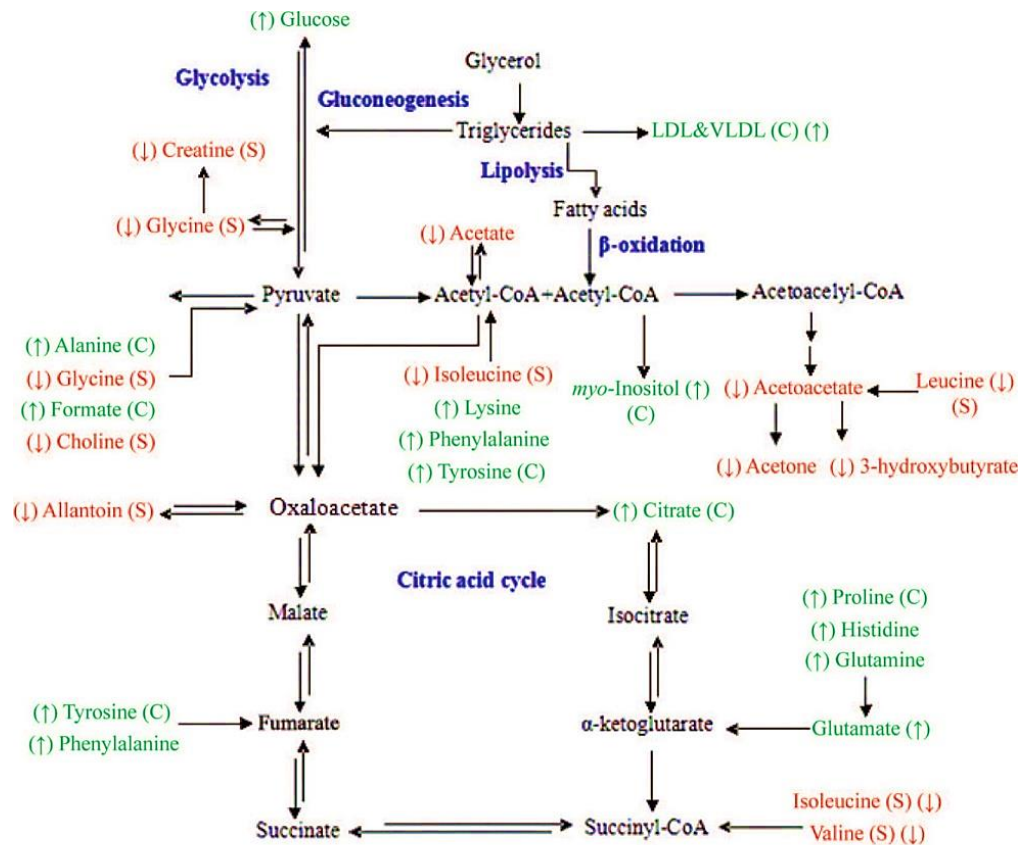 (↑) Glucose
Glycerol
Glycolysis
Gluconeogenesis
Triglycerides
LDL&VLDL (C) (↑)
(↓) Creatine (S)
Lipolysis
Fatty acids
(↓) Glycine (S)
(↓) Acetate
β-oxidation
Pyruvate
Acetyl-CoA+Acetyl-CoA
Acetoacelyl-CoA
(↑) Alanine (C)
(↓) Glycine (S)
(↑) Formate (C)
(↓) Choline (S)
(↓) Isoleucine (S)
(↑) Lysine
(↑) Phenylalanine
(↑) Tyrosine (C)
myo-Inositol (↑)
(C)
(↓) Acetoacetate
Leucine (↓)
(S)
(↓) Acetone
(↓) 3-hydroxybutyrate
(↓) Allantoin (S)
Oxaloacetate
(↑) Citrate (C)
Citric acid cycle
Malate
Isocitrate
(↑) Proline (C)
(↑) Histidine
(↑) Glutamine
(↑) Tyrosine (C)
(↑) Phenylalanine
Fumarate
α-ketoglutarate
Glutamate (↑)
Succinate
Succinyl-CoA
Isoleucine (S) (↓)
Valine (S) (↓)